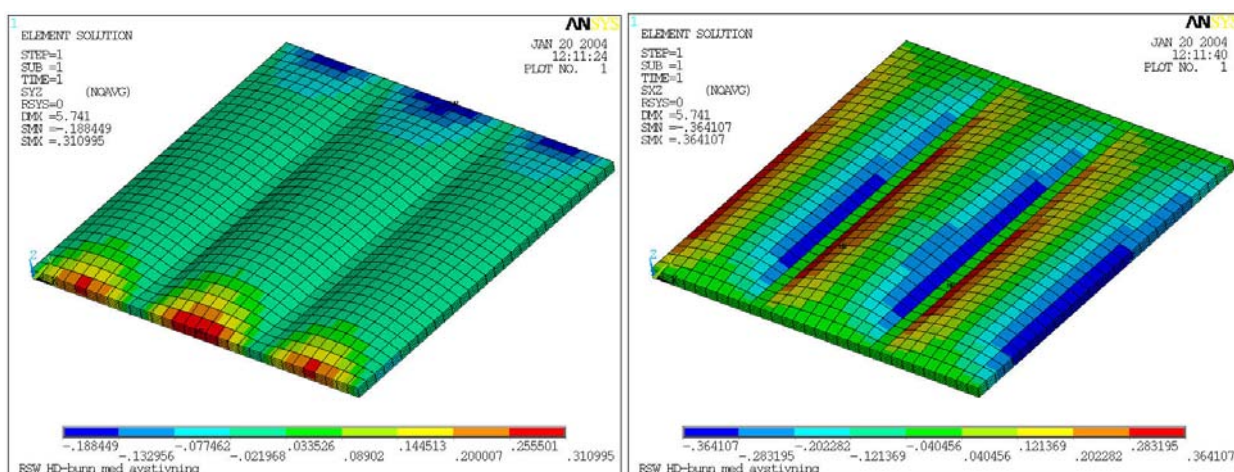 1
ANSYS
ELEMENT SOLUTION
JAN 20 2004
12:11:24
PLOT NO. 1
STEP=1
SUB =1
TIME=1
SYZ (NOAVG)
RSYS=0
DMX =5.741
SMN =-.188449
SMX =.310995
Z
-.188449 -.077462 .033526 .144513 .255501
-.132956 -.021968 .08902 .200007 .310995
RSW HD-bunn med avstivning
1
ANSYS
ELEMENT SOLUTION
JAN 20 2004
12:11:40
PLOT NO. 1
STEP=1
SUB =1
TIME=1
SXZ (NOAVG)
RSYS=0
DMX =5.741
SMN =-.364107
SMX =.364107
Z
-.364107 -.202282 -.040456 .121369 .283195
-.283195 -.121369 .040456 .202282 .364107
RSW HD-bunn med avstivning